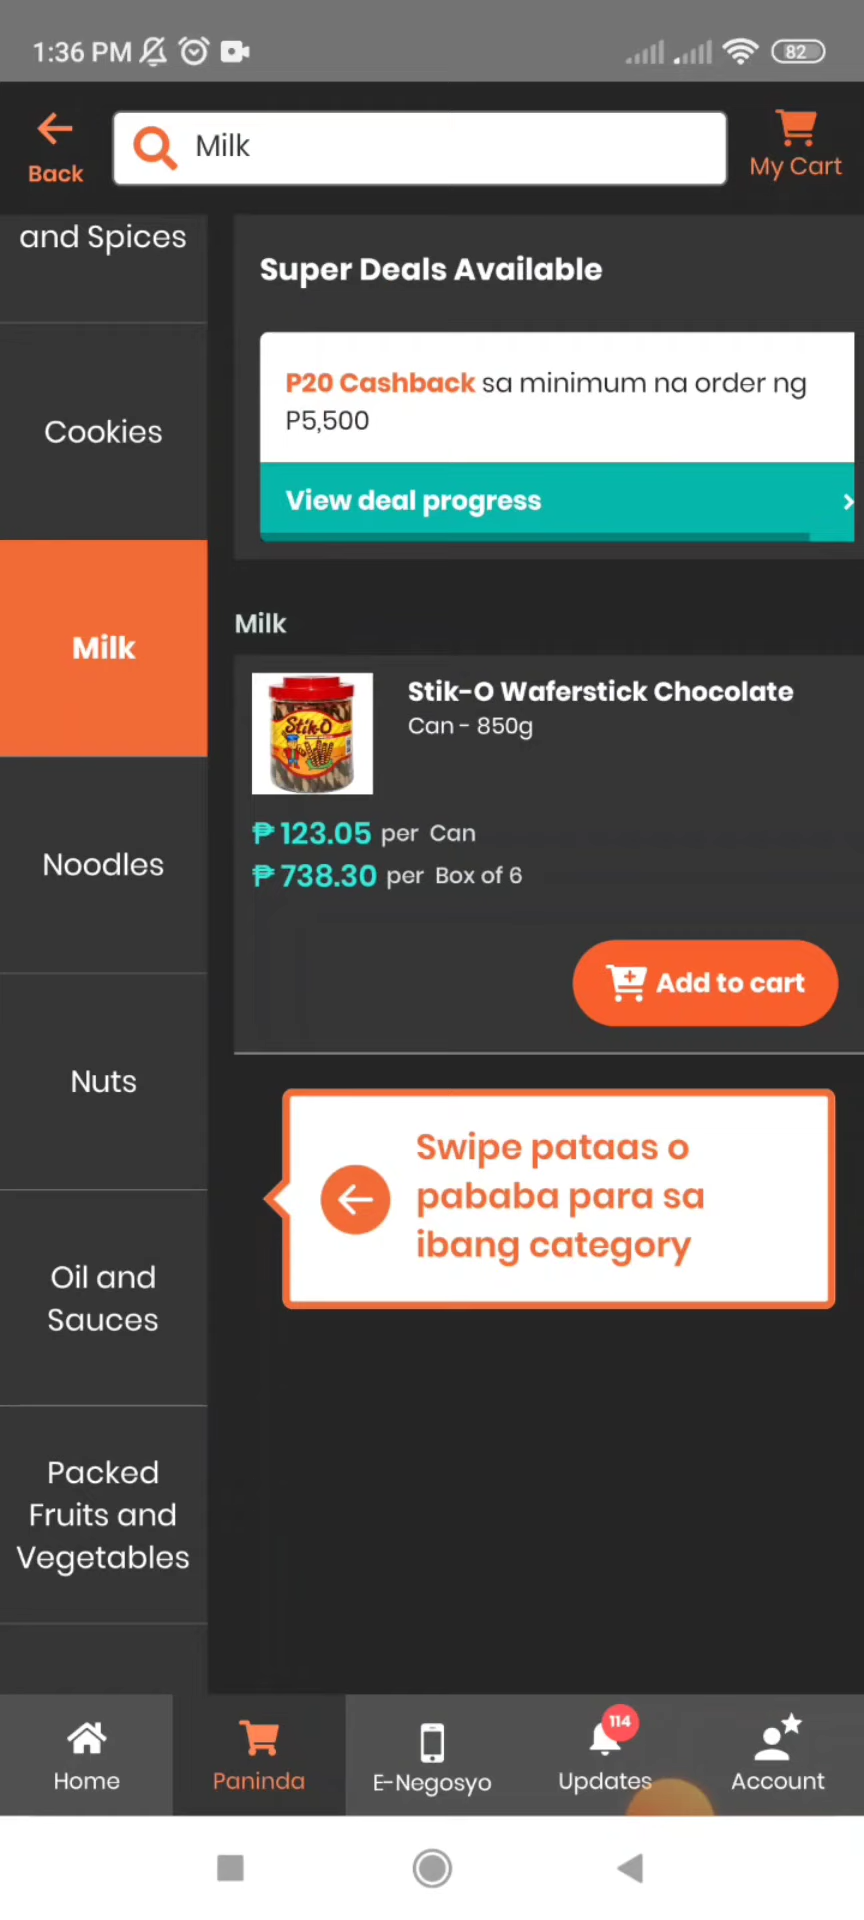 1:36 PM
82
Back
Milk
My Cart
and Spices
Cookies
Milk
Noodles
Nuts
Oil and
Sauces
Packed
Fruits and
Vegetables
Super Deals Available
P20 Cashback sa minimum na order ng
P5,500
View deal progress
Milk
Stik-O
Stik-O Waferstick Chocolate
Can - 850g
₱ 123.05 per Can
₱ 738.30 per Box of 6
Add to cart
Swipe pataas o
pababa para sa
ibang category
Home
Paninda
E-Negosyo
114
Updates
Account